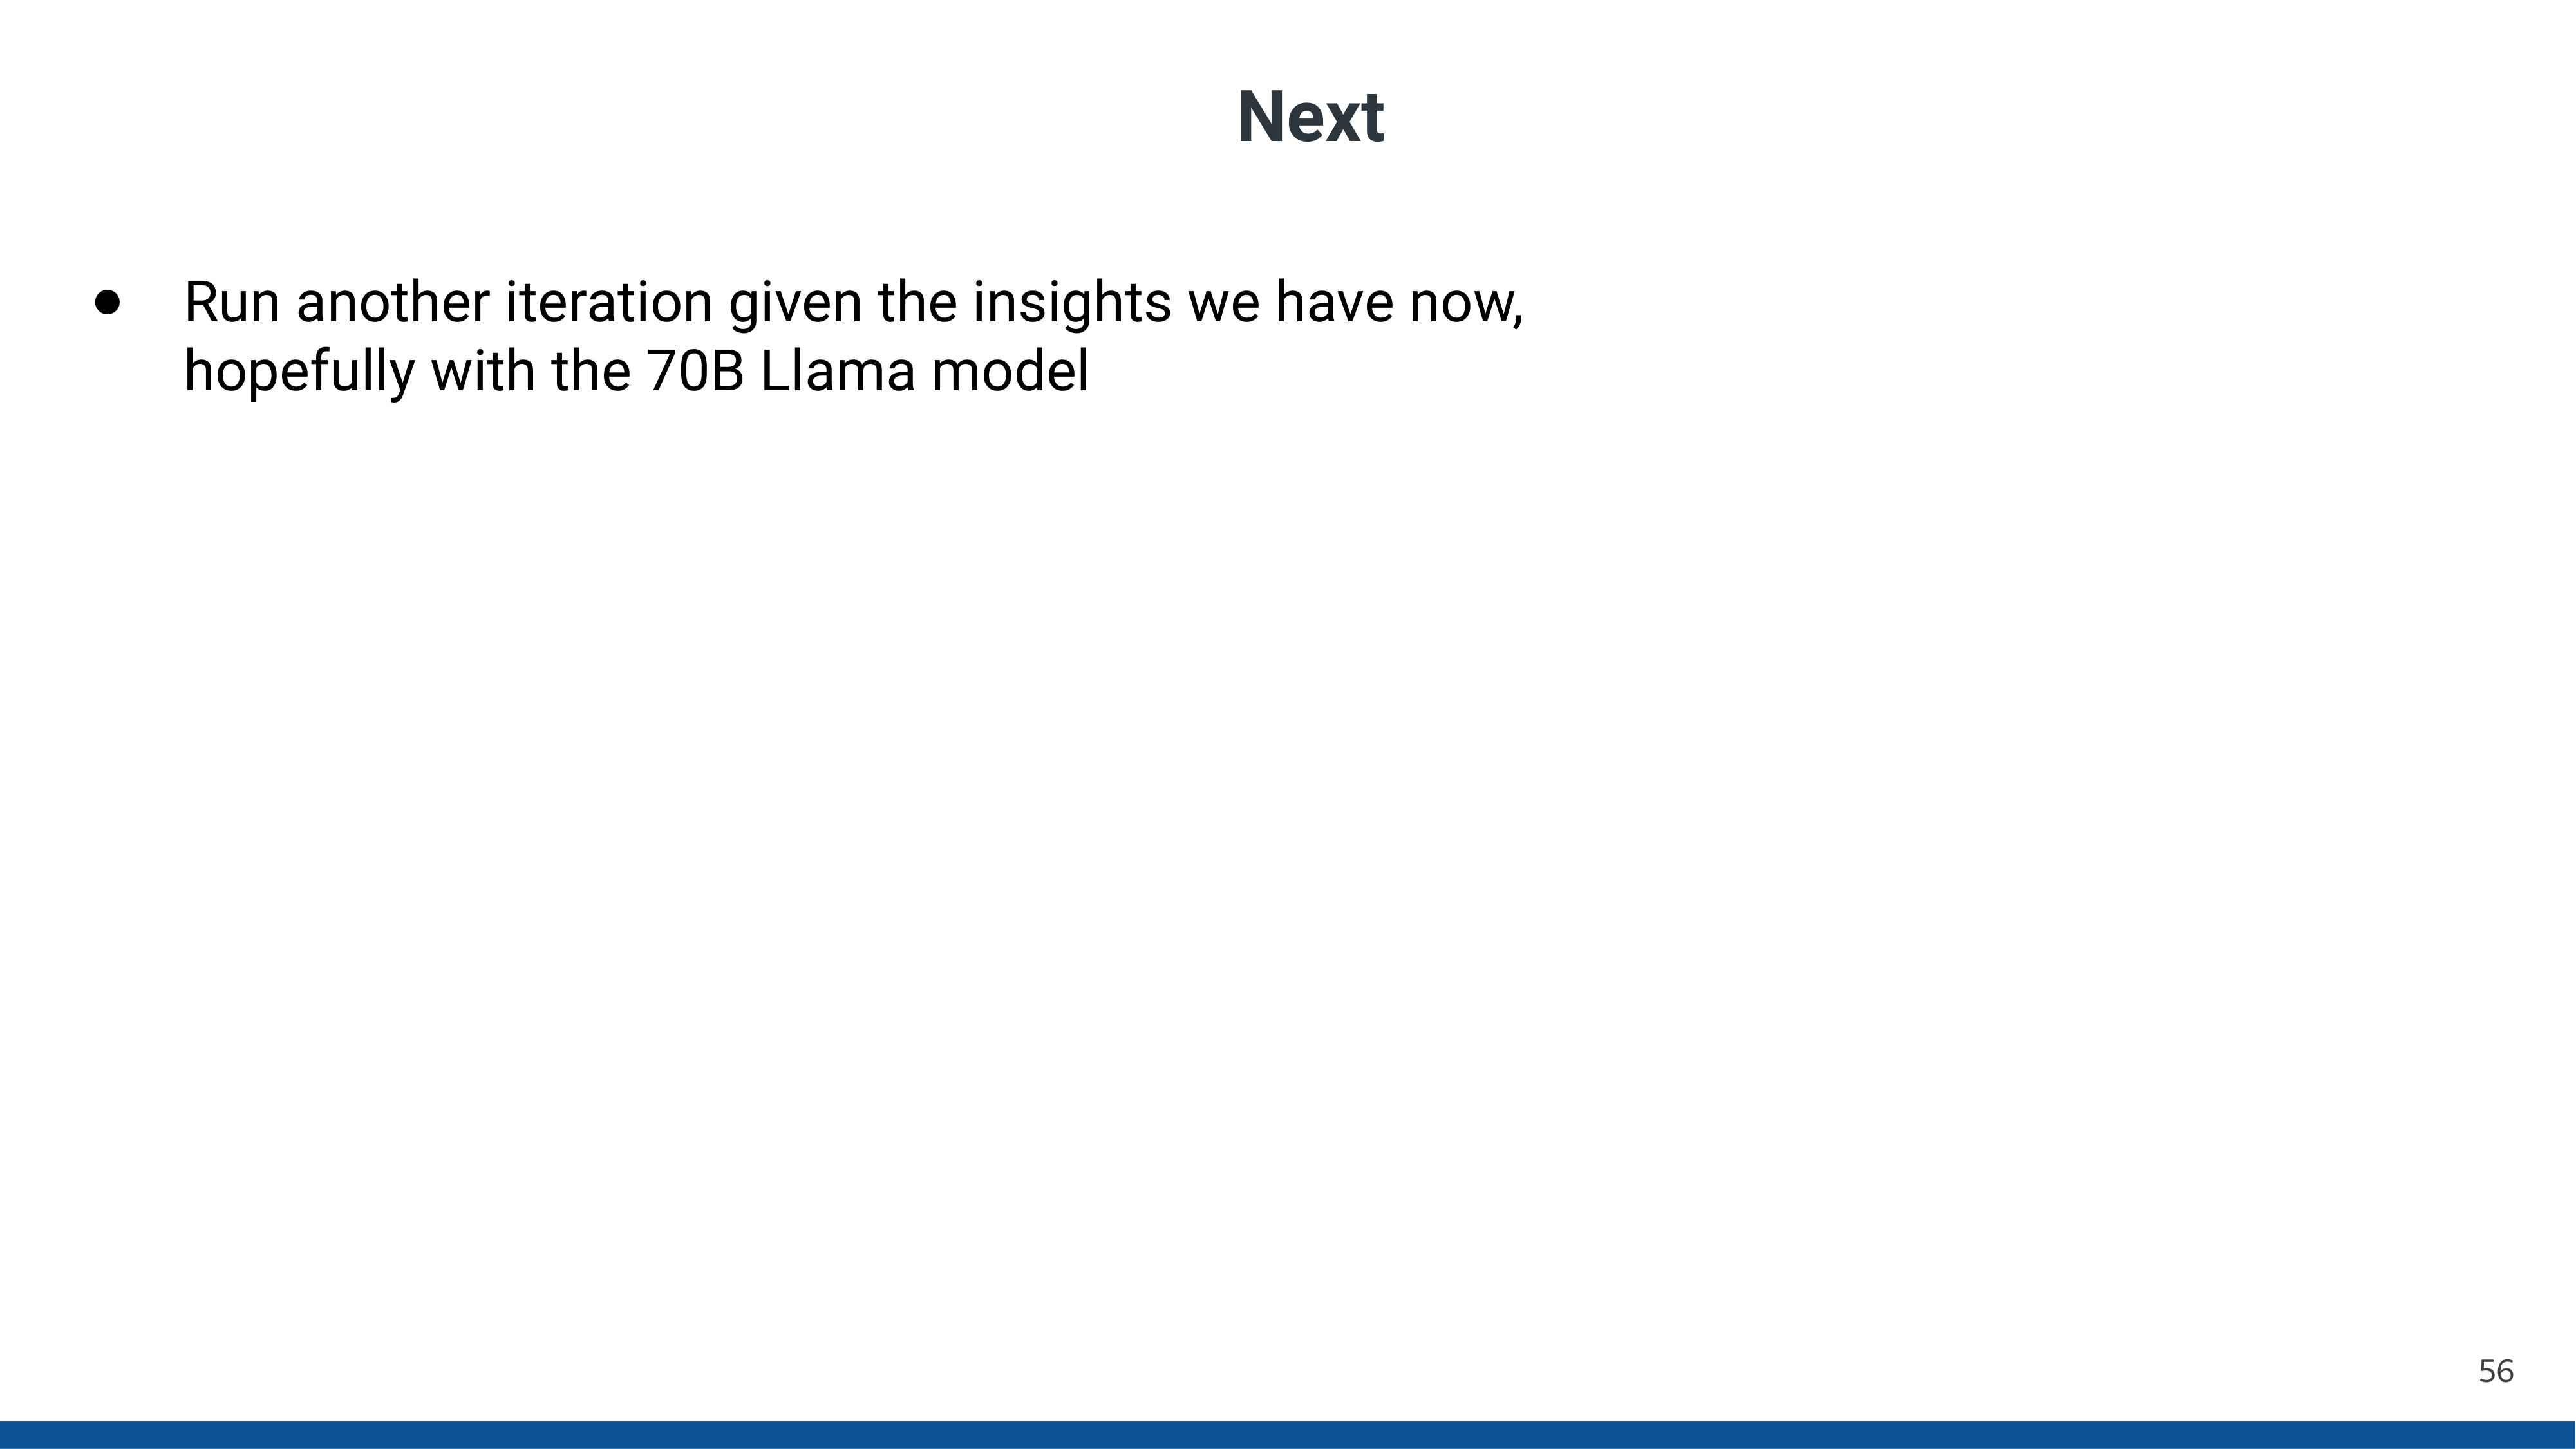 Next
● Run another iteration given the insights we have now,
hopefully with the 70B Llama model
56